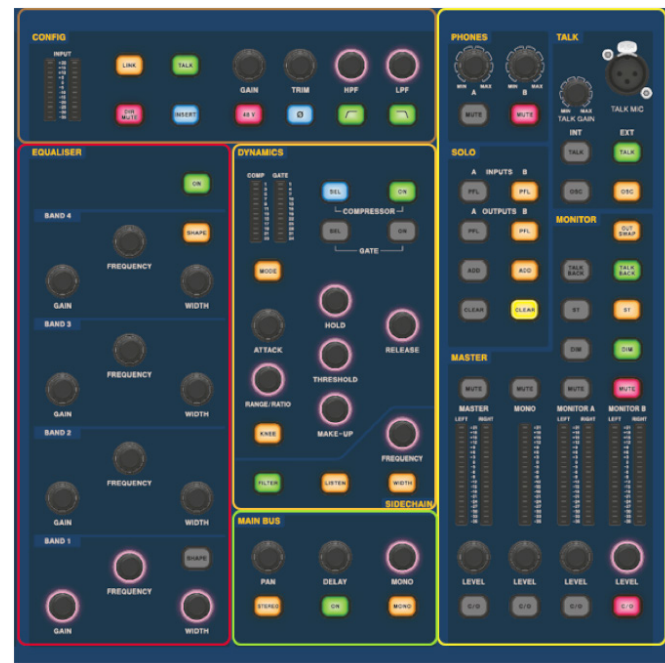 CONFIG
INPUT
LINK
TALK
GAIN
TRIM
HPF
LPF
DIR MUTE
INSERT
48 V
Ø
EQUALISER
ON
BAND 4
SHAPE
FREQUENCY
GAIN
WIDTH
BAND 3
FREQUENCY
GAIN
WIDTH
BAND 2
FREQUENCY
GAIN
WIDTH
BAND 1
SHAPE
FREQUENCY
GAIN
WIDTH
DYNAMICS
COMP GATE
SEL
ON
COMPRESSOR
SEL
ON
GATE
MODE
HOLD
ATTACK
RELEASE
THRESHOLD
RANGE/RATIO
MAKE-UP
KNEE
FREQUENCY
FILTER
LISTEN
WIDTH
SIDECHAIN
MAIN BUS
PAN
DELAY
MONO
STEREO
ON
MONO
PHONES
MIN MAX
MIN MAX
A
B
MUTE
MUTE
TALK
MIN MAX
TALK GAIN
TALK MIC
INT
EXT
TALK
TALK
OSC
OSC
SOLO
A INPUTS B
PFL
PFL
A OUTPUTS B
PFL
PFL
ADD
ADD
CLEAR
CLEAR
MONITOR
OUT SWAP
TALK BACK
TALK BACK
ST
ST
DIM
DIM
MASTER
MUTE
MUTE
MUTE
MUTE
MASTER
MONO
MONITOR A
MONITOR B
LEFT RIGHT
LEFT RIGHT
LEFT RIGHT
LEVEL
LEVEL
LEVEL
LEVEL
C/O
C/O
C/O
C/O